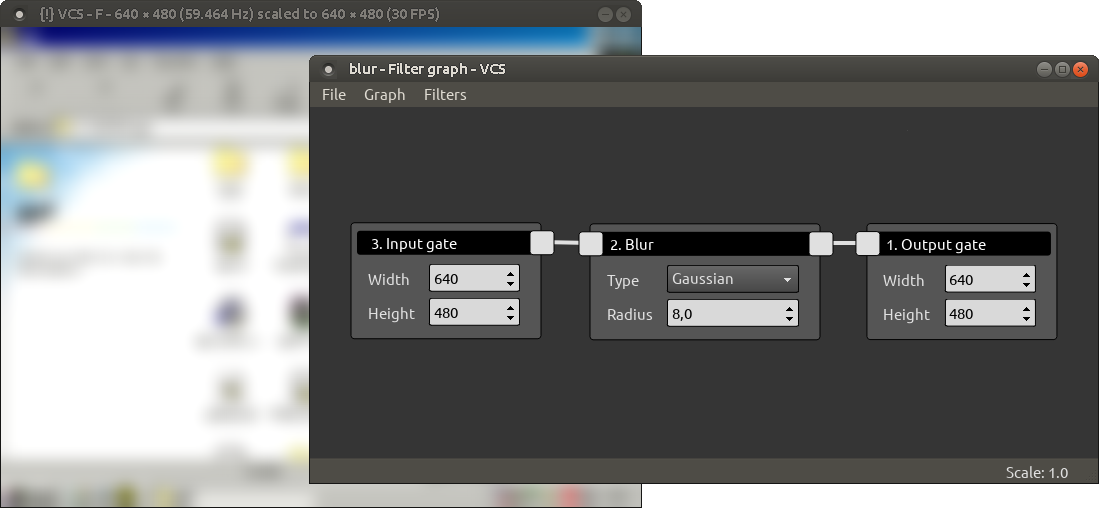 {!} VCS - F - 640 × 480 (59.464 Hz) scaled to 640 × 480 (30 FPS)
blur - Filter graph - VCS
File Graph Filters
3. Input gate
Width 640
Height 480
2. Blur
Type Gaussian
Radius 8,0
1. Output gate
Width 640
Height 480
Scale: 1.0